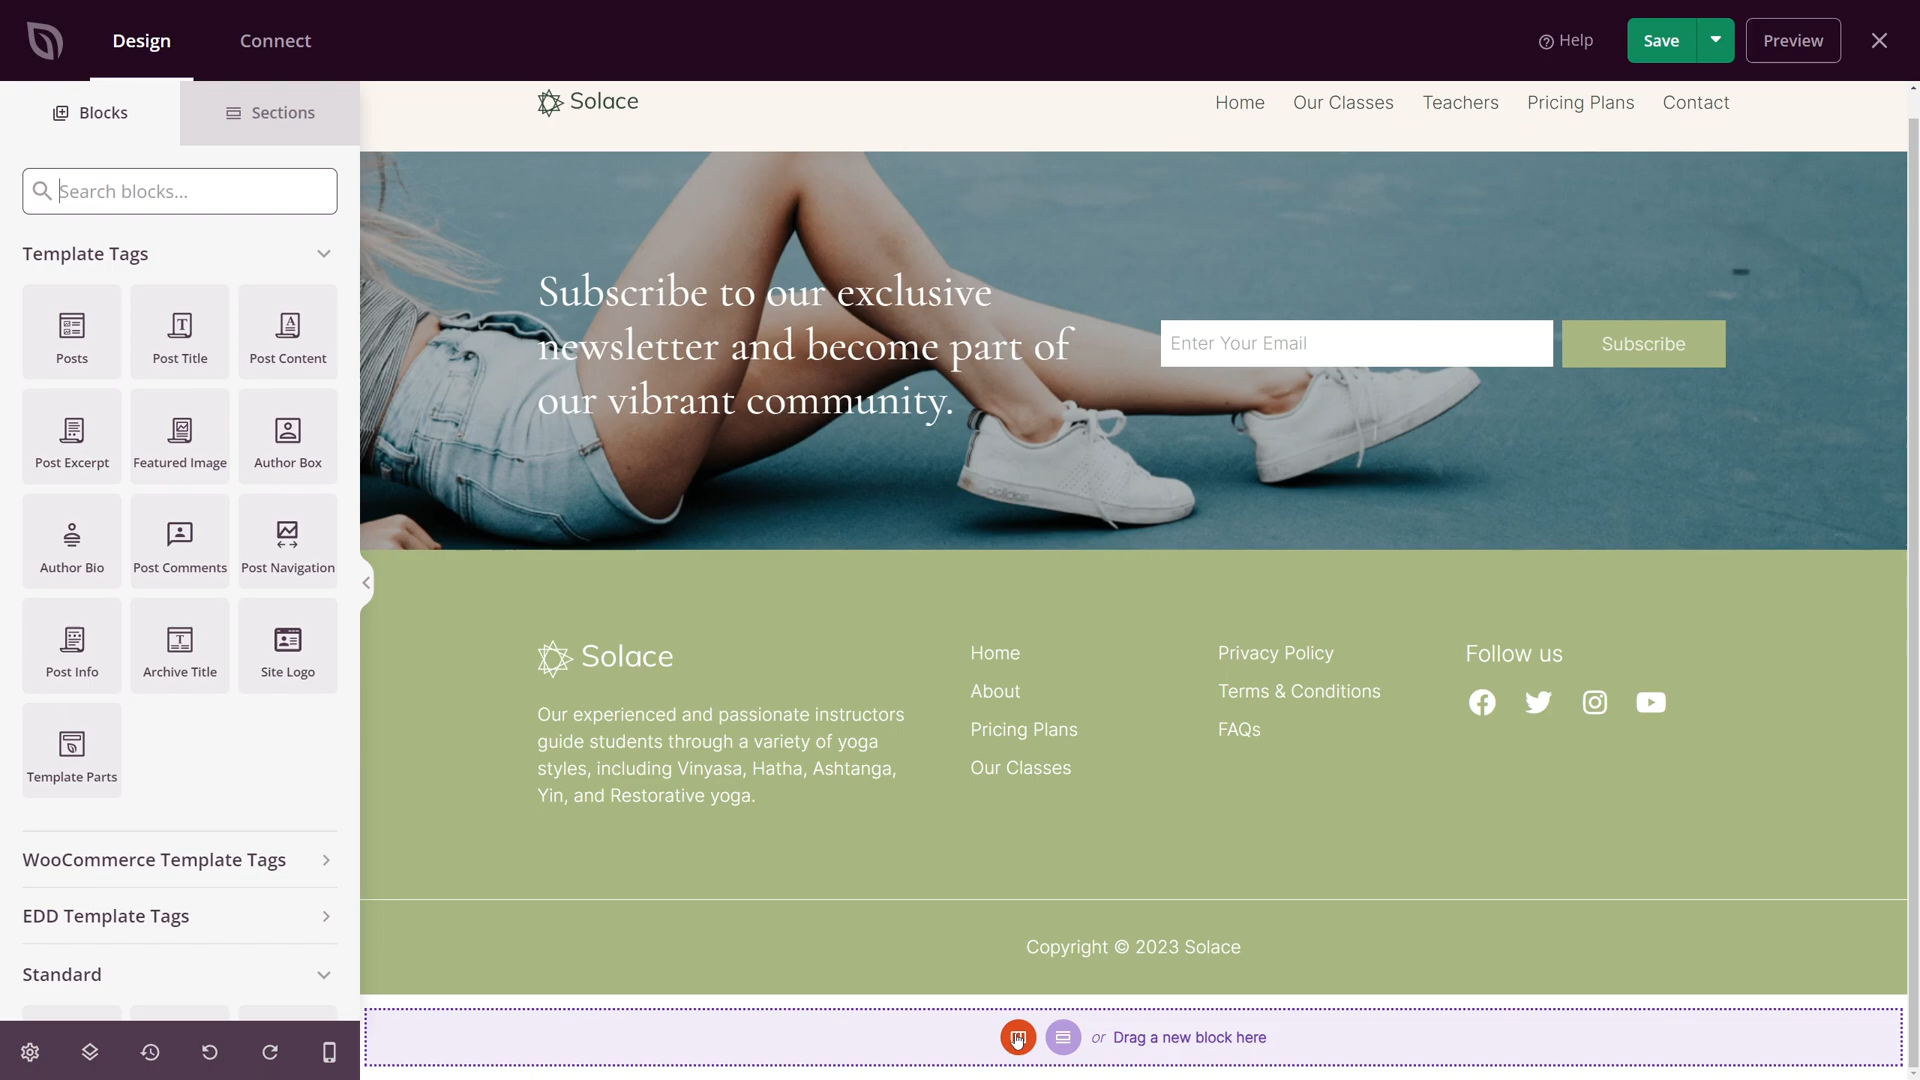 Design
Connect
Help
Save
Preview
Blocks
Sections
Search blocks...
Template Tags
Posts
Post Title
Post Content
Post Excerpt
Featured Image
Author Box
Author Bio
Post Comments
Post Navigation
Post Info
Archive Title
Site Logo
Template Parts
WooCommerce Template Tags
EDD Template Tags
Standard
Solace
Home
Our Classes
Teachers
Pricing Plans
Contact
Subscribe to our exclusive
newsletter and become part of
our vibrant community.
Enter Your Email
Subscribe
Solace
Our experienced and passionate instructors
guide students through a variety of yoga
styles, including Vinyasa, Hatha, Ashtanga,
Yin, and Restorative yoga.
Home
About
Pricing Plans
Our Classes
Privacy Policy
Terms & Conditions
FAQs
Follow us
Copyright © 2023 Solace
or Drag a new block here